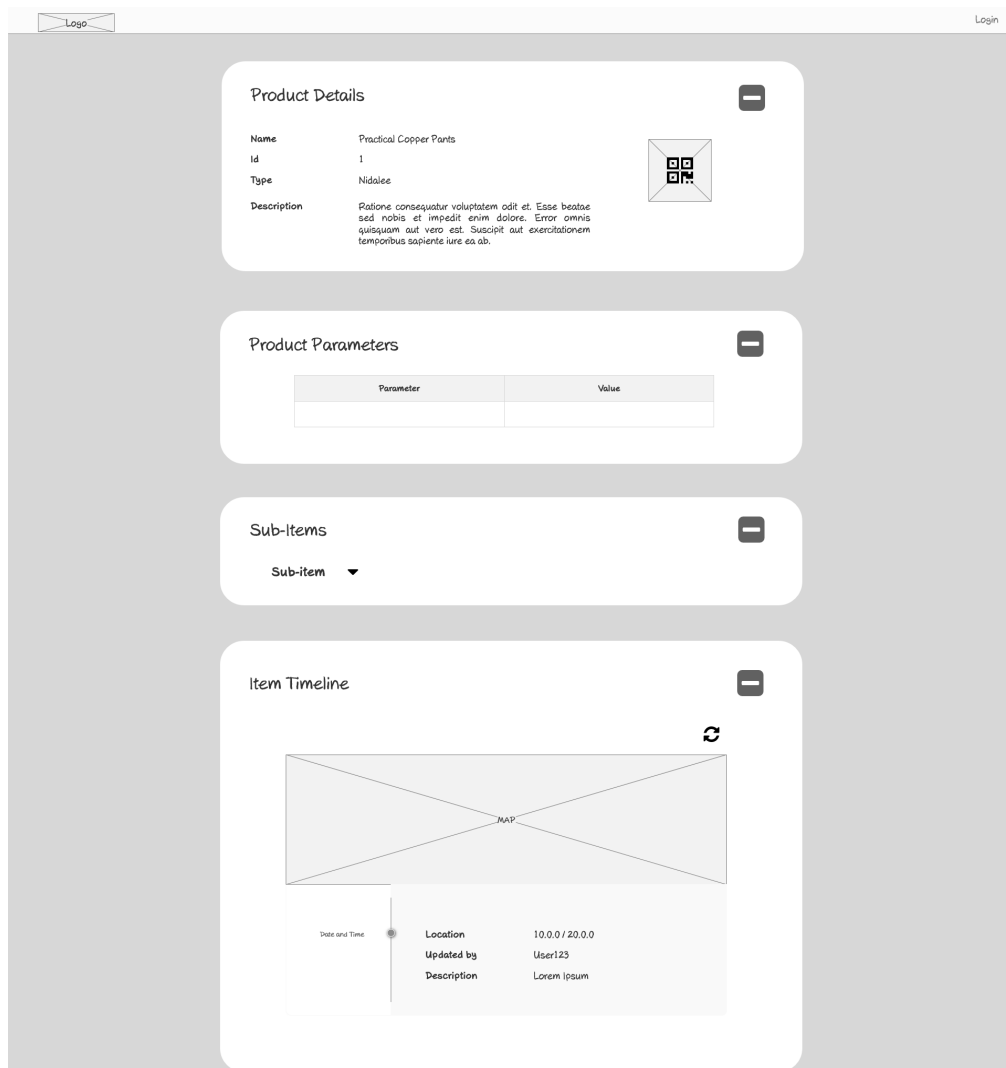 Logo
Login
Product Details
Name Practical Copper Pants
Id 1
Type Nidalee
Description Ratione consequatur voluptatem odit et. Esse beatae
sed nobis et impedit enim dolore. Error omnis
quisquam aut vero est. Suscipit aut exercitationem
temporibus sapiente iure ea ab.
Product Parameters
Parameter Value
Sub-Items
Sub-item
Item Timeline
MAP
Date and Time
Location 10.0.0 / 20.0.0
Updated by User123
Description Lorem Ipsum